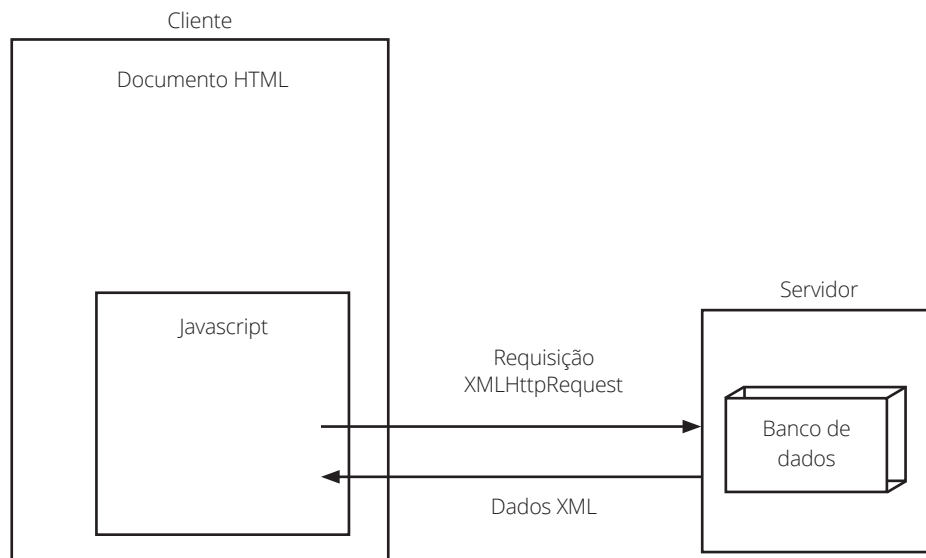 Cliente
Documento HTML
Javascript
Requisição
XMLHttpRequest
Dados XML
Servidor
Banco de
dados